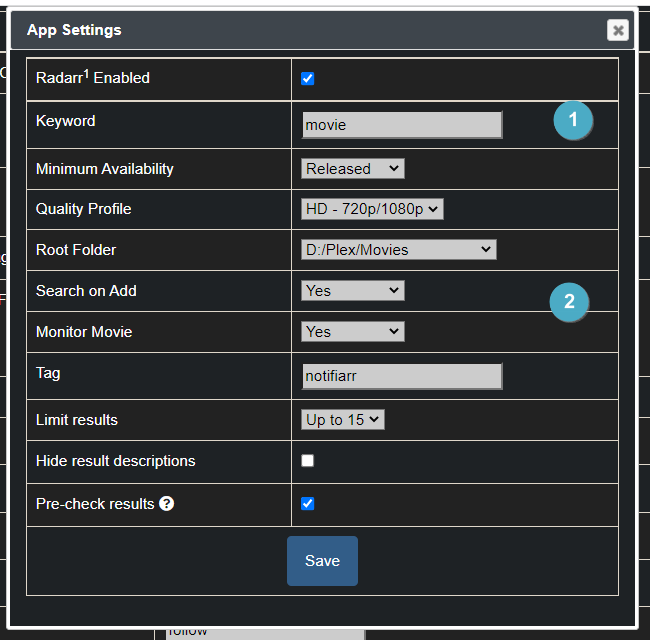 App Settings
Radarr1 Enabled
Keyword movie 1
Minimum Availability Released
Quality Profile HD - 720p/1080p
Root Folder D:/Plex/Movies
Search on Add Yes 2
Monitor Movie Yes
Tag notifiarr
Limit results Up to 15
Hide result descriptions
Pre-check results ?
Save
follow